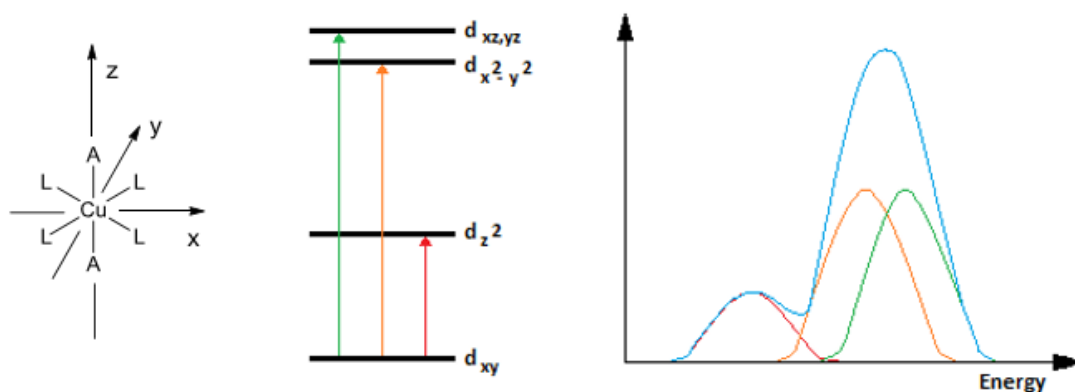 z
y
A
L L
Cu
L L
x
A
d xz,yz
d x²- y²
d z²
d xy
Energy